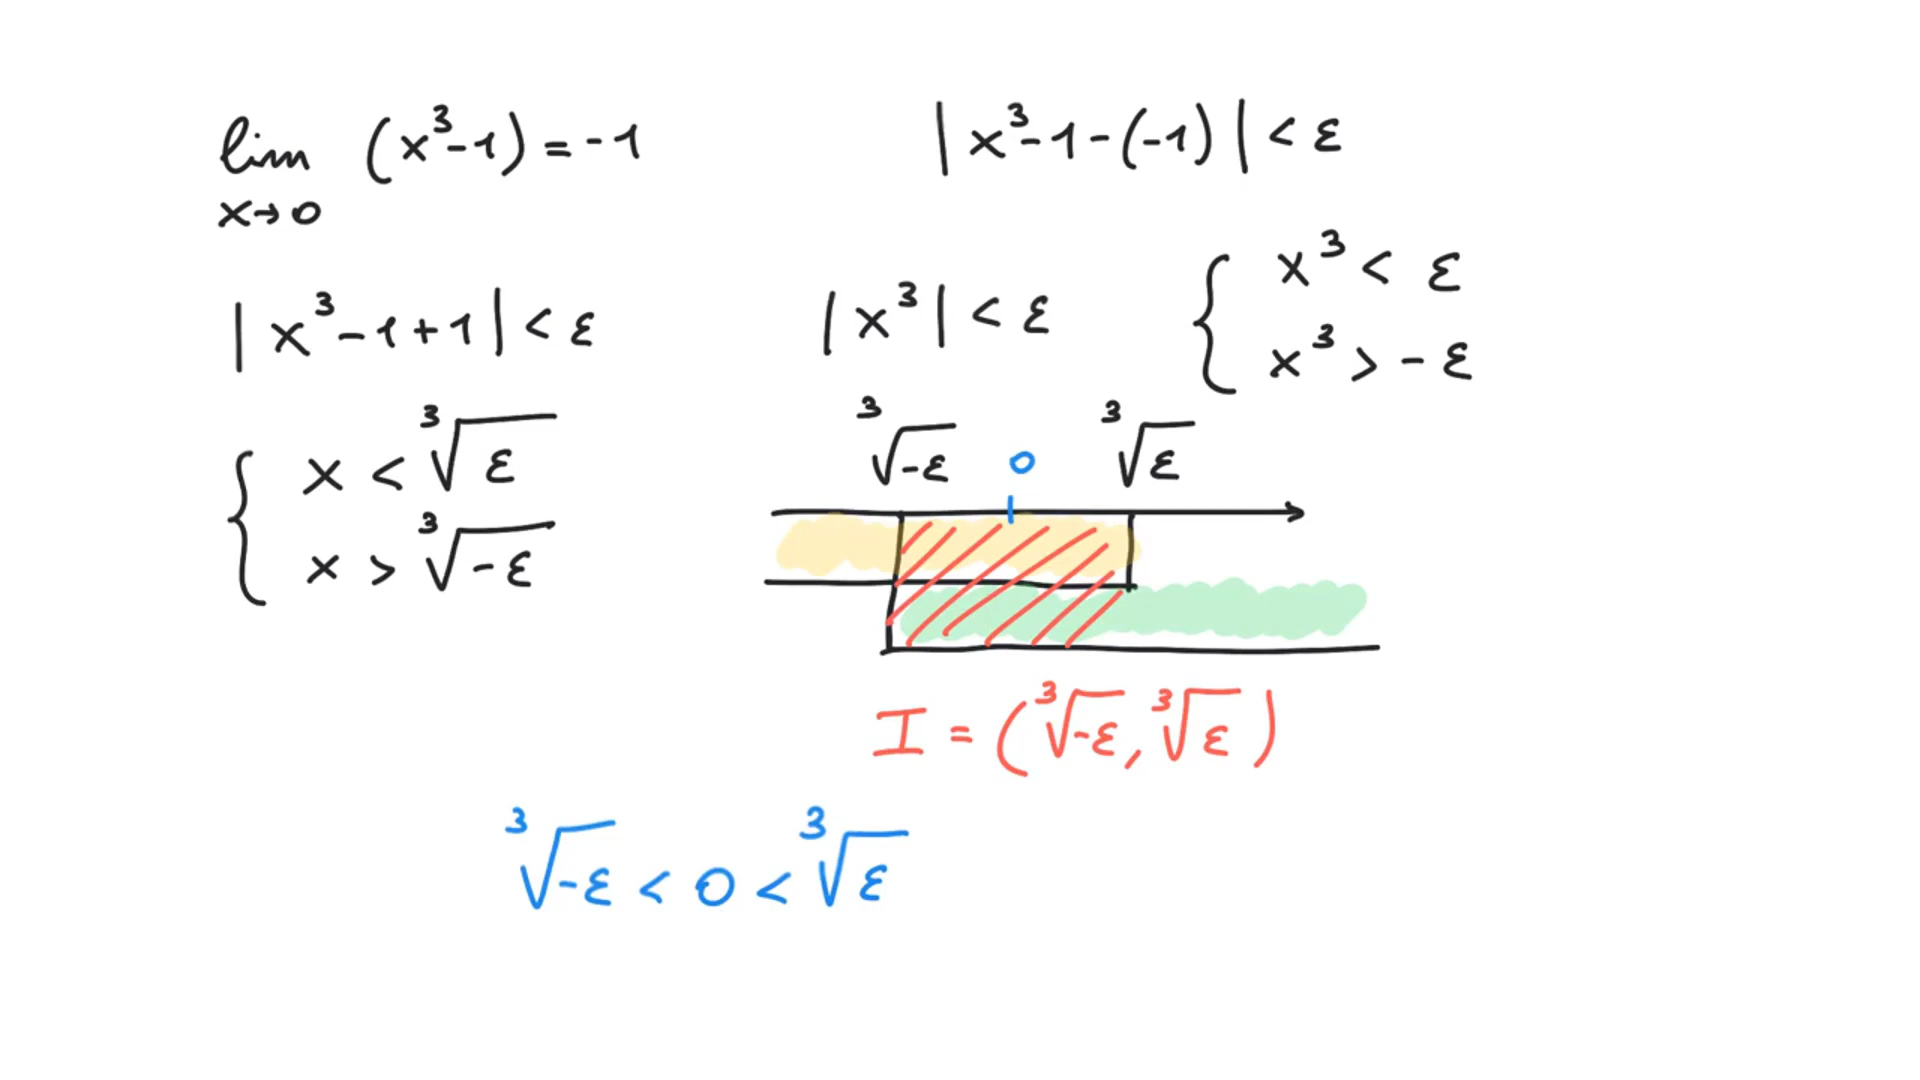 lim (x³-1) = -1
x→0
|x³-1-(-1)| < ε
|x³-1+1| < ε
|x³| < ε
{ x³ < ε
x³ > -ε
{ x < ∛ε
x > ∛-ε
∛-ε 0 ∛ε
I = (∛-ε, ∛ε)
∛-ε < 0 < ∛ε